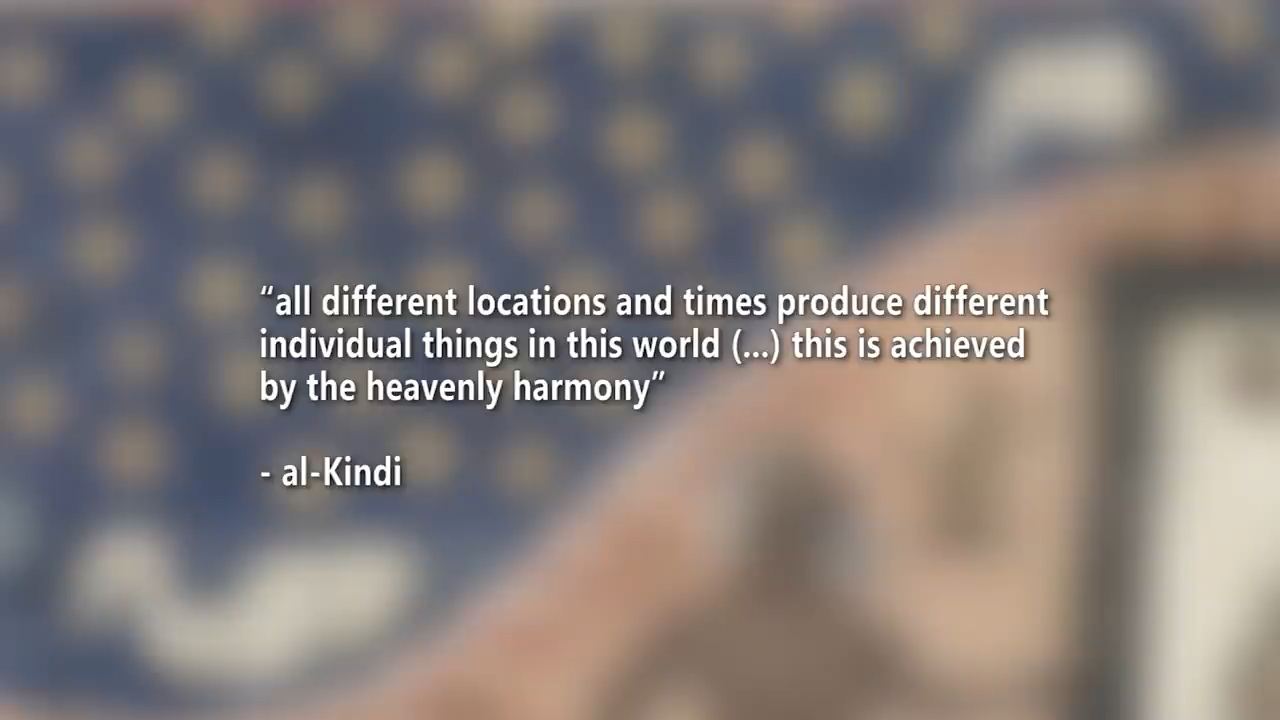 “all different locations and times produce different
individual things in this world (...) this is achieved
by the heavenly harmony”
- al-Kindi